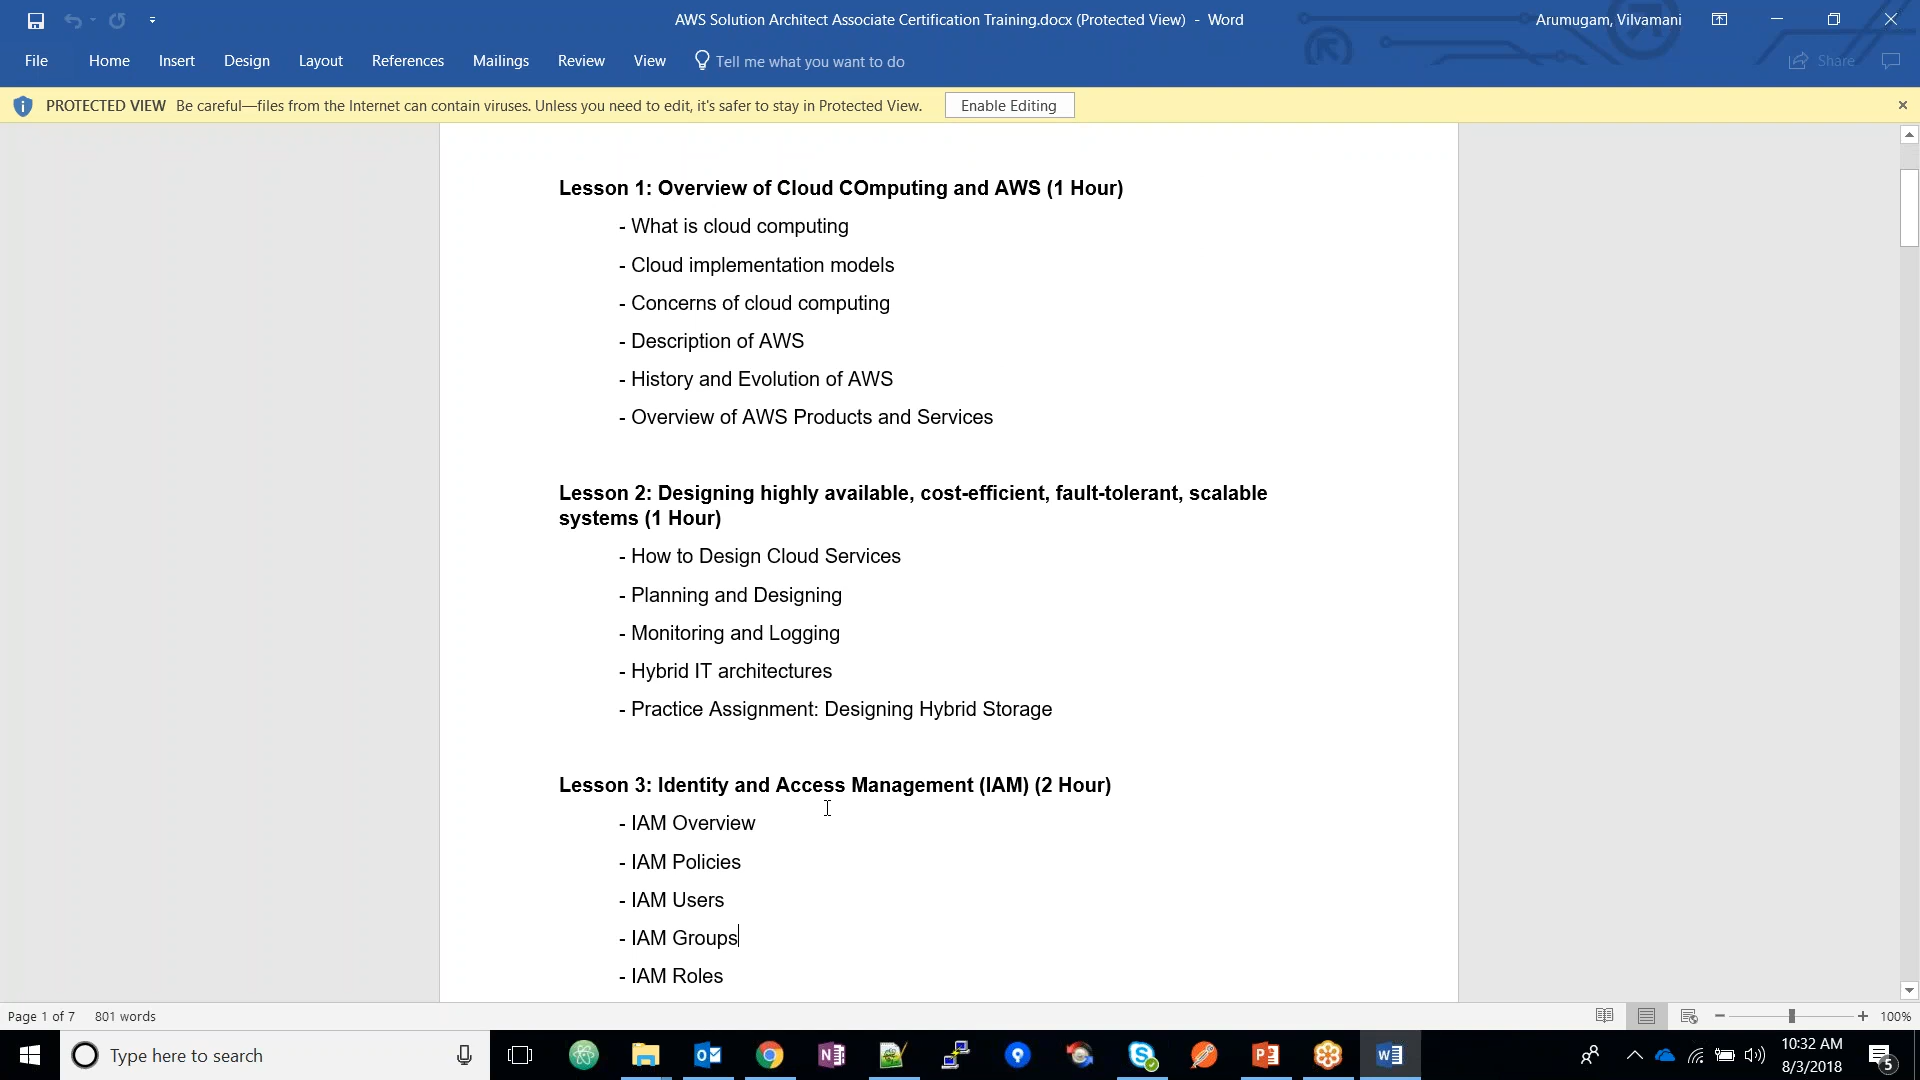 AWS Solution Architect Associate Certification Training.docx (Protected View) - Word
Arumugam, Vilvamani
File Home Insert Design Layout References Mailings Review View Tell me what you want to do
Share
PROTECTED VIEW Be careful—files from the Internet can contain viruses. Unless you need to edit, it's safer to stay in Protected View. Enable Editing
Lesson 1: Overview of Cloud COmputing and AWS (1 Hour)
- What is cloud computing
- Cloud implementation models
- Concerns of cloud computing
- Description of AWS
- History and Evolution of AWS
- Overview of AWS Products and Services
Lesson 2: Designing highly available, cost-efficient, fault-tolerant, scalable
systems (1 Hour)
- How to Design Cloud Services
- Planning and Designing
- Monitoring and Logging
- Hybrid IT architectures
- Practice Assignment: Designing Hybrid Storage
Lesson 3: Identity and Access Management (IAM) (2 Hour)
- IAM Overview
- IAM Policies
- IAM Users
- IAM Groups
- IAM Roles
Page 1 of 7 801 words
100%
Type here to search
10:32 AM
8/3/2018
5